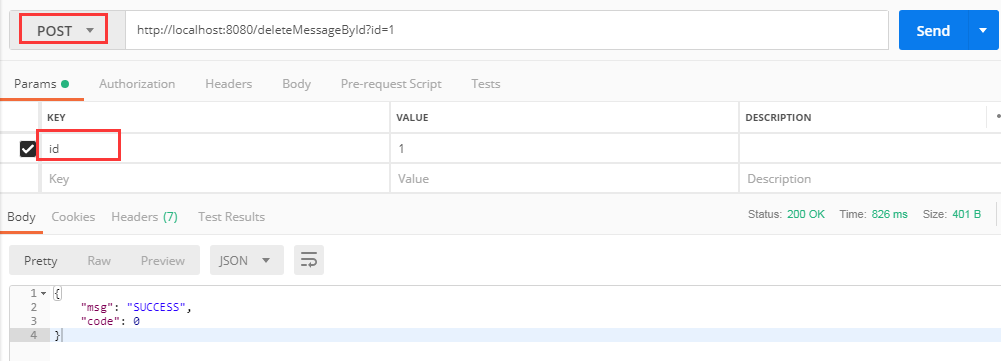 POST http://localhost:8080/deleteMessageById?id=1 Send
Params Authorization Headers Body Pre-request Script Tests
KEY VALUE DESCRIPTION
id 1
Key Value Description
Body Cookies Headers (7) Test Results Status: 200 OK Time: 826 ms Size: 401 B
Pretty Raw Preview JSON
1 {
2 "msg": "SUCCESS",
3 "code": 0
4 }